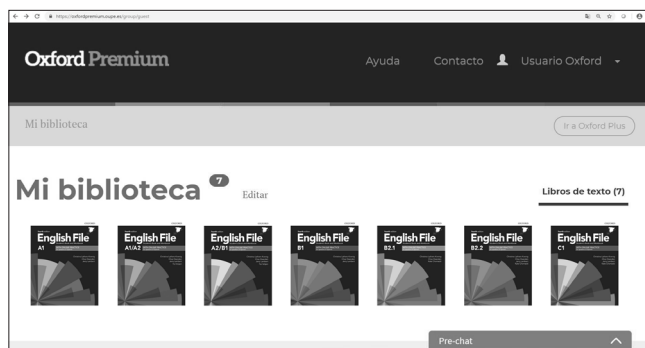 https://oxfordpremium.oupe.es/group/guest
Oxford Premium
Ayuda
Contacto
Usuario Oxford
Mi biblioteca
Ir a Oxford Plus
Mi biblioteca 7
Editar
Libros de texto (7)
English File
A1
English File
A1/A2
English File
A2/B1
English File
B1
English File
B2.1
English File
B2.2
English File
C1
Pre-chat